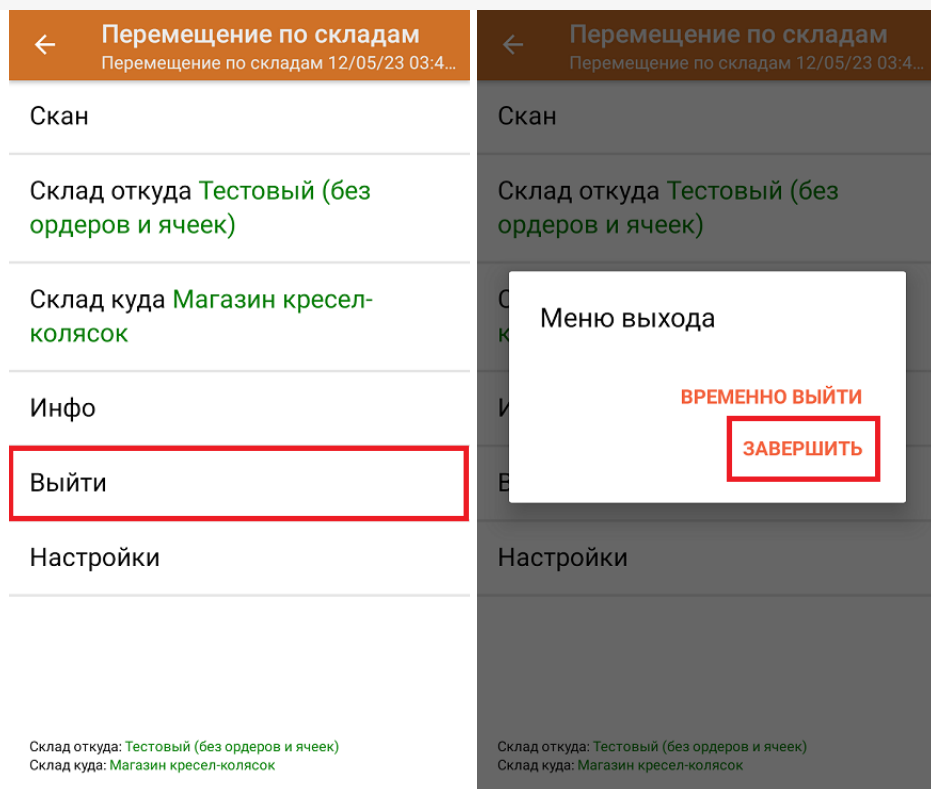 Перемещение по складам
Перемещение по складам 12/05/23 03:4...
Скан
Склад откуда Тестовый (без
ордеров и ячеек)
Склад куда Магазин кресел-
колясок
Инфо
Выйти
Настройки
Склад откуда: Тестовый (без ордеров и ячеек)
Склад куда: Магазин кресел-колясок
Перемещение по складам
Перемещение по складам 12/05/23 03:4...
Скан
Склад откуда Тестовый (без
ордеров и ячеек)
Меню выхода
ВРЕМЕННО ВЫЙТИ
ЗАВЕРШИТЬ
Настройки
Склад откуда: Тестовый (без ордеров и ячеек)
Склад куда: Магазин кресел-колясок